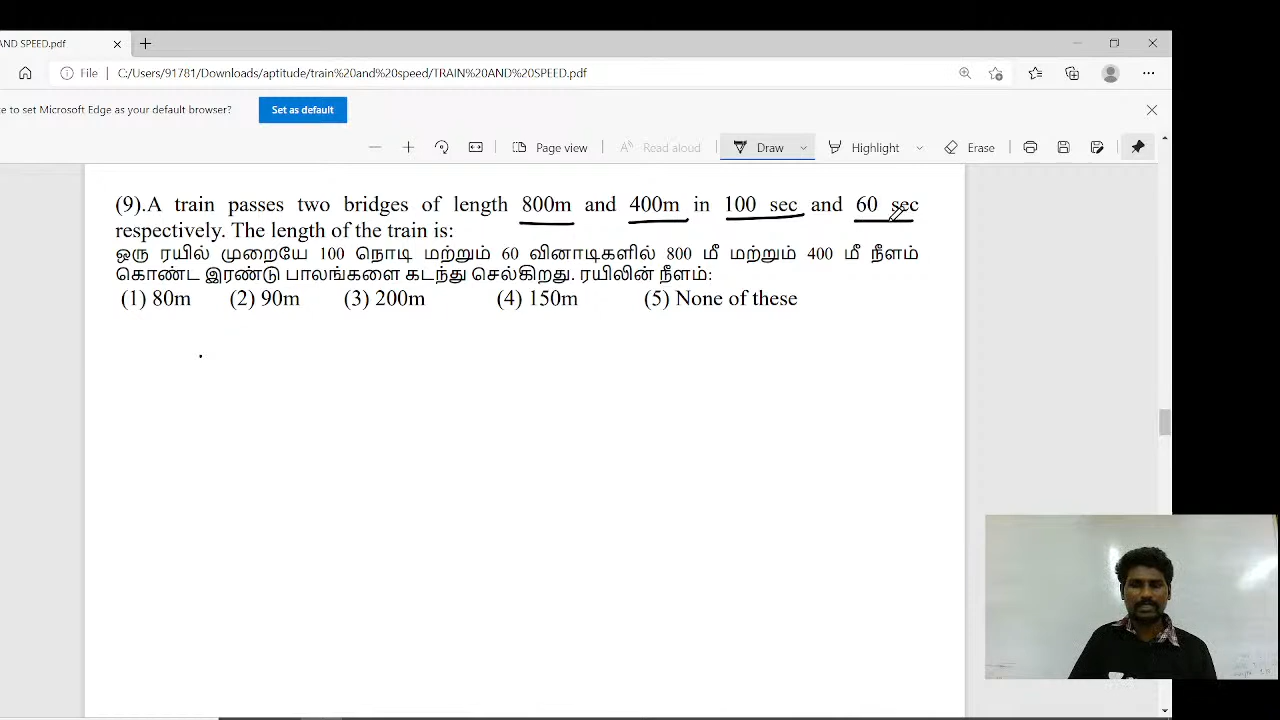 AND SPEED.pdf
File C:/Users/91781/Downloads/aptitude/train%20and%20speed/TRAIN%20AND%20SPEED.pdf
e to set Microsoft Edge as your default browser? Set as default
Page view Read aloud Draw Highlight Erase
(9).A train passes two bridges of length 800m and 400m in 100 sec and 60 sec
respectively. The length of the train is:
ஒரு ரயில் முறையே 100 நொடி மற்றும் 60 வினாடிகளில் 800 மீ மற்றும் 400 மீ நீளம்
கொண்ட இரண்டு பாலங்களை கடந்து செல்கிறது. ரயிலின் நீளம்:
(1) 80m (2) 90m (3) 200m (4) 150m (5) None of these